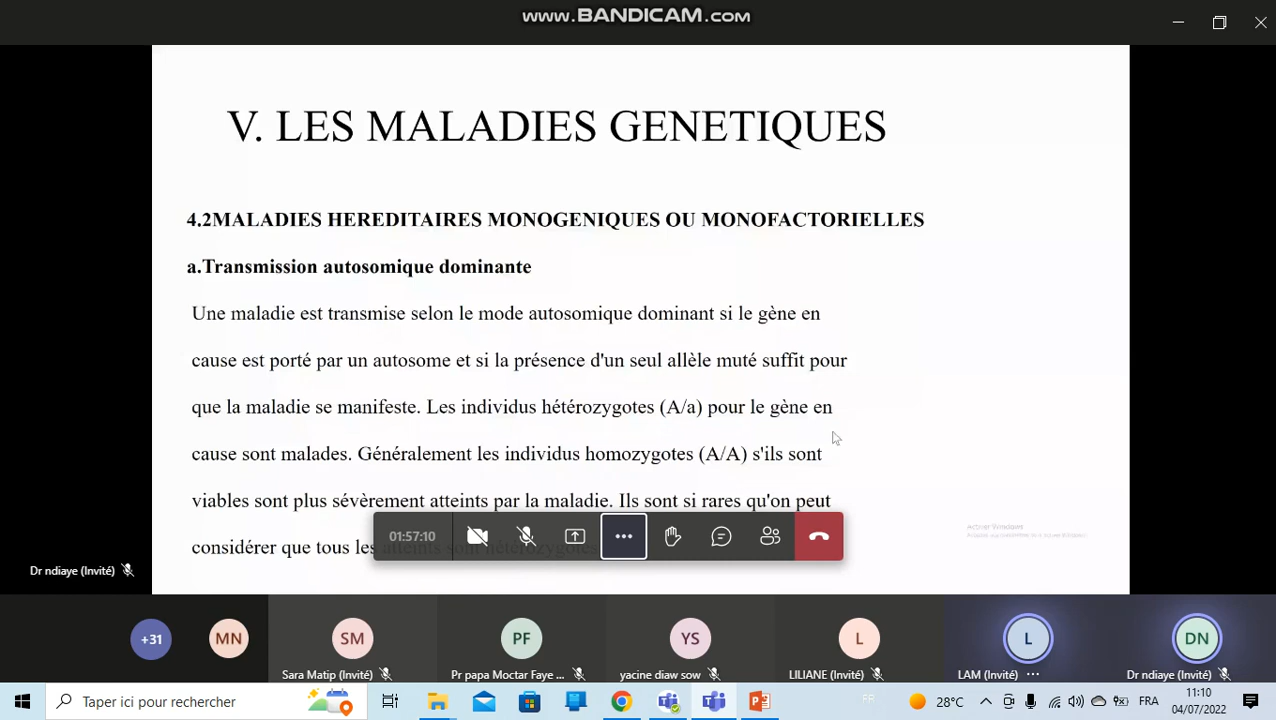 www.BANDICAM.com
V. LES MALADIES GENETIQUES
4.2MALADIES HEREDITAIRES MONOGENIQUES OU MONOFACTORIELLES
a.Transmission autosomique dominante
Une maladie est transmise selon le mode autosomique dominant si le gène en
cause est porté par un autosome et si la présence d'un seul allèle muté suffit pour
que la maladie se manifeste. Les individus hétérozygotes (A/a) pour le gène en
cause sont malades. Généralement les individus homozygotes (A/A) s'ils sont
viables sont plus sévèrement atteints par la maladie. Ils sont si rares qu'on peut
considérer que tous les atteints sont hétérozygotes
01:57:10
Activer Windows
Dr ndiaye (Invité)
+31
MN
SM
PF
YS
L
L
DN
Sara Matip (Invité)
Pr papa Moctar Faye ...
yacine diaw sow
LILIANE (Invité)
LAM (Invité) ...
Dr ndiaye (Invité)
Taper ici pour rechercher
FR
28°C
FRA
11:10
04/07/2022